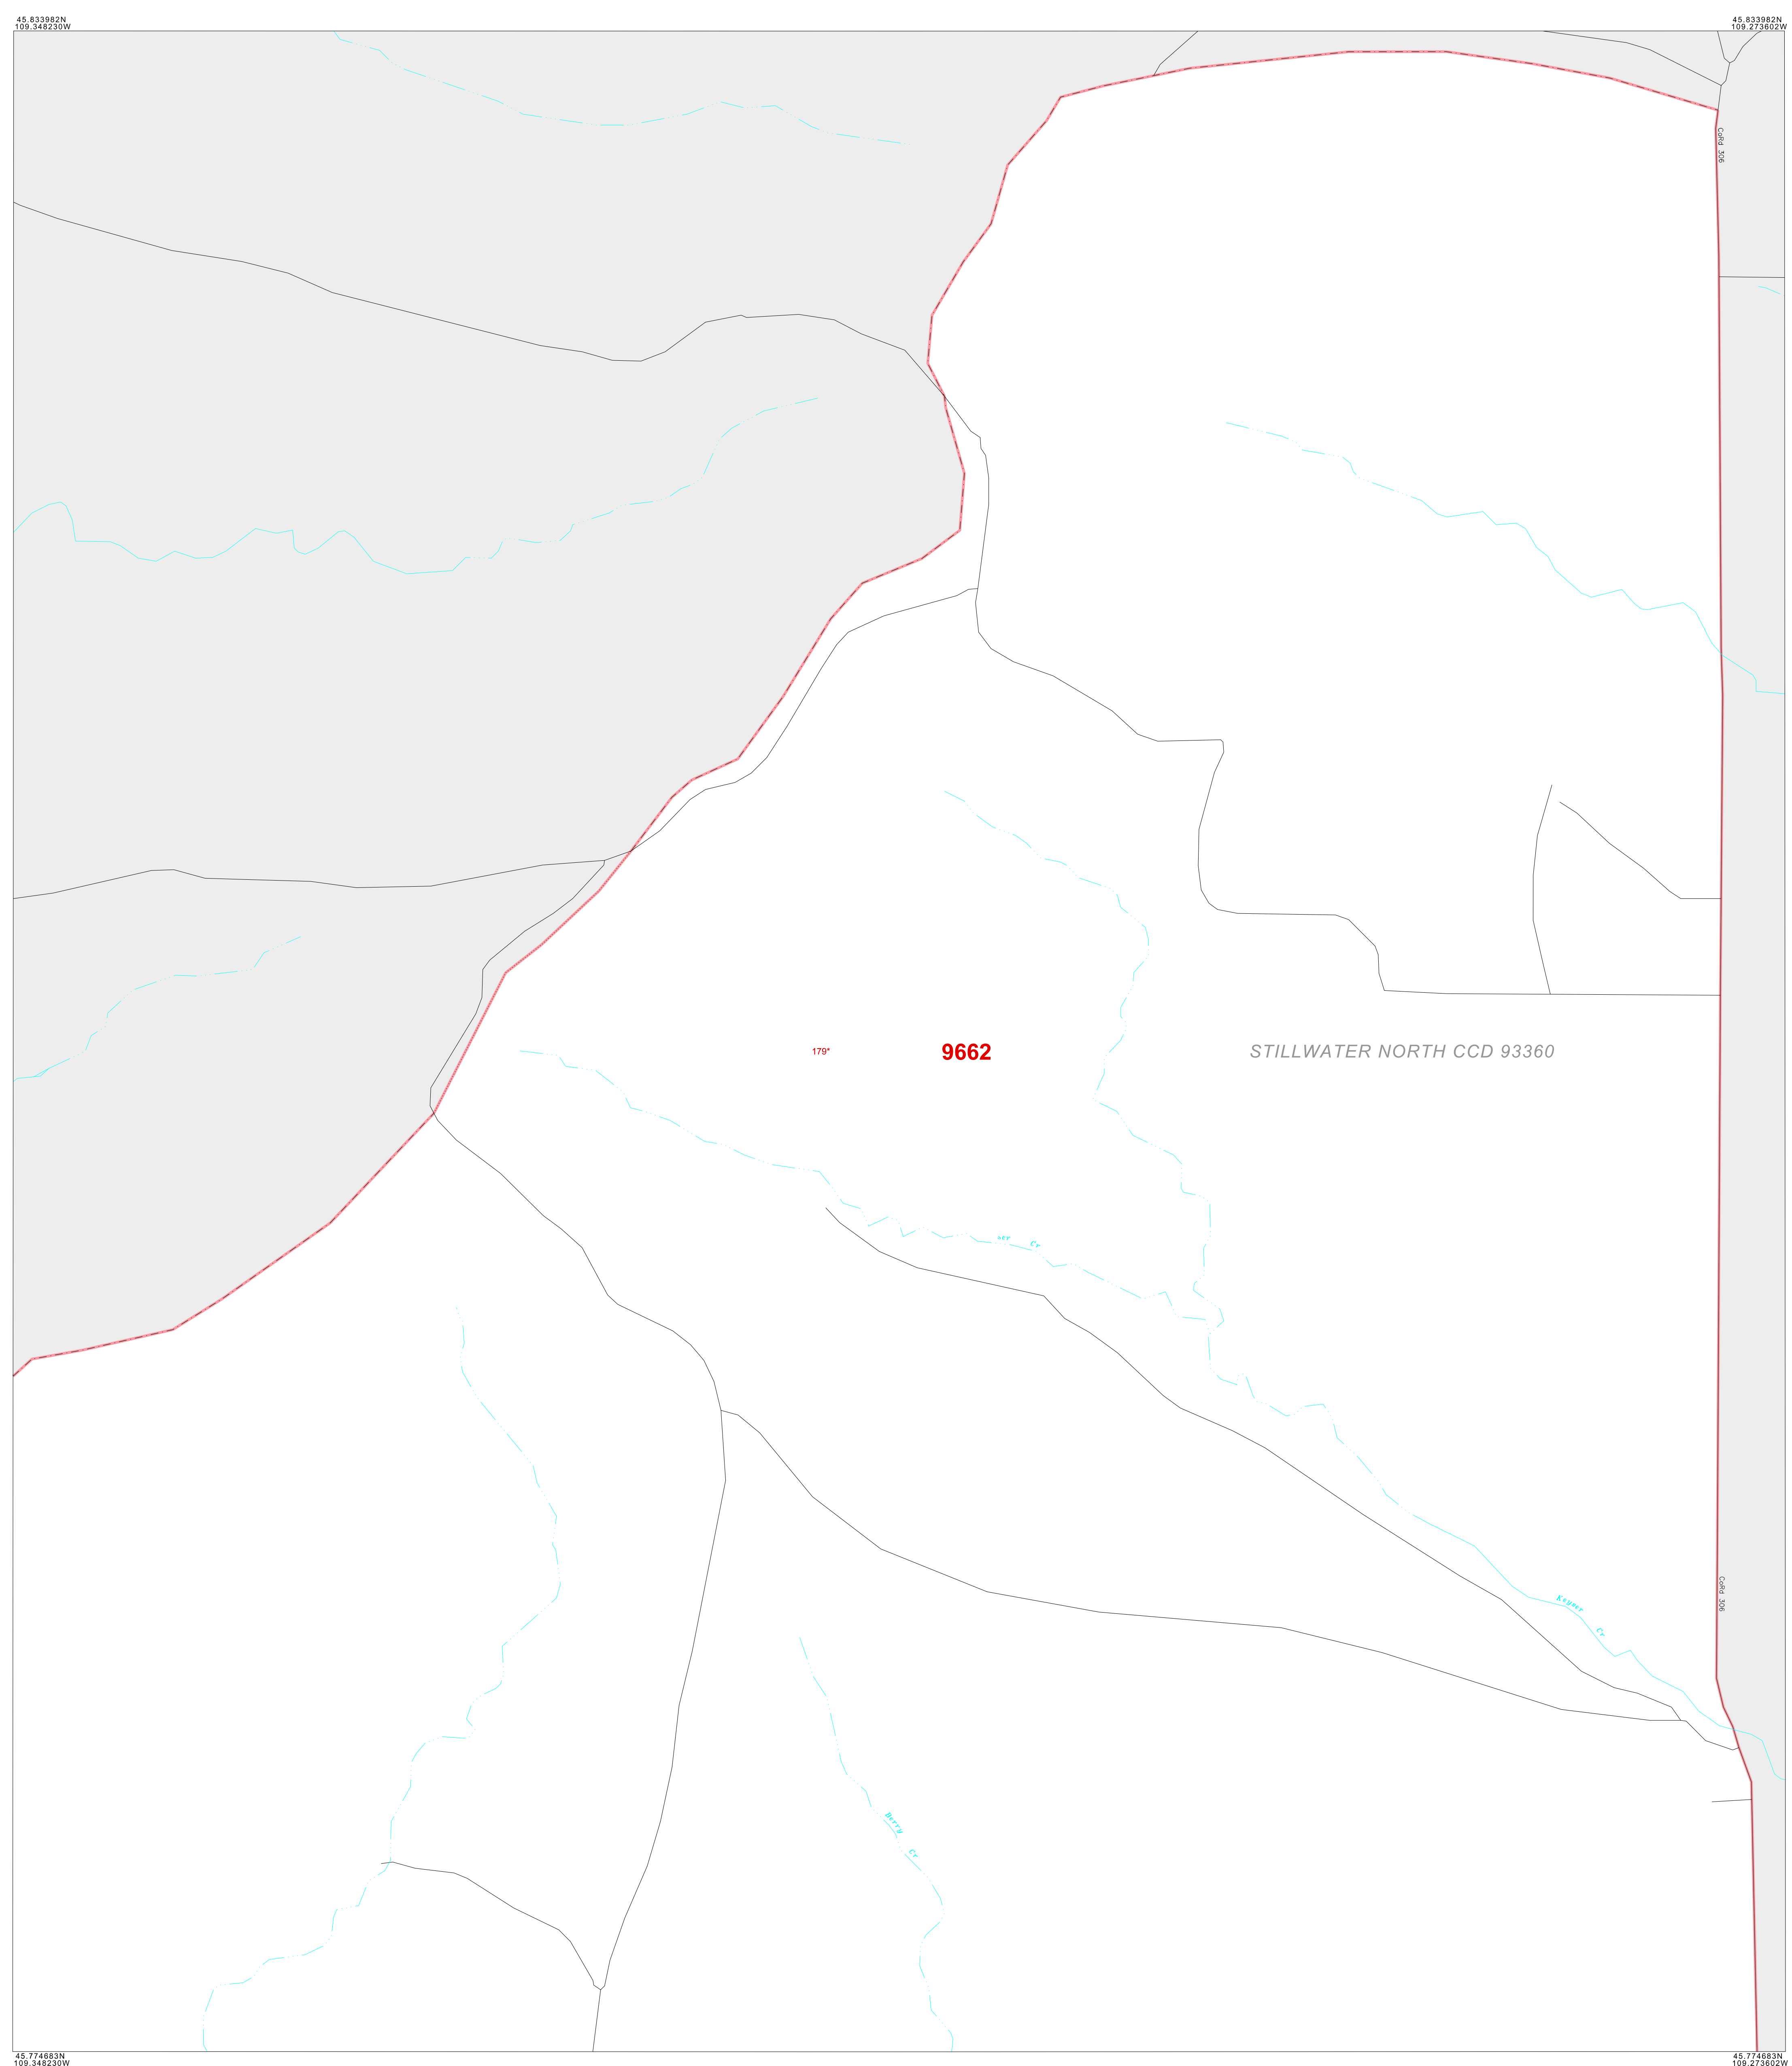 45.833982N
109.348230W
45.833982N
109.273602W
CoRd 306
179*
9662
STILLWATER NORTH CCD 93360
Cr
CoRd 306
Keyser Cr
Berry Cr
45.774683N
109.348230W
45.774683N
109.273602W